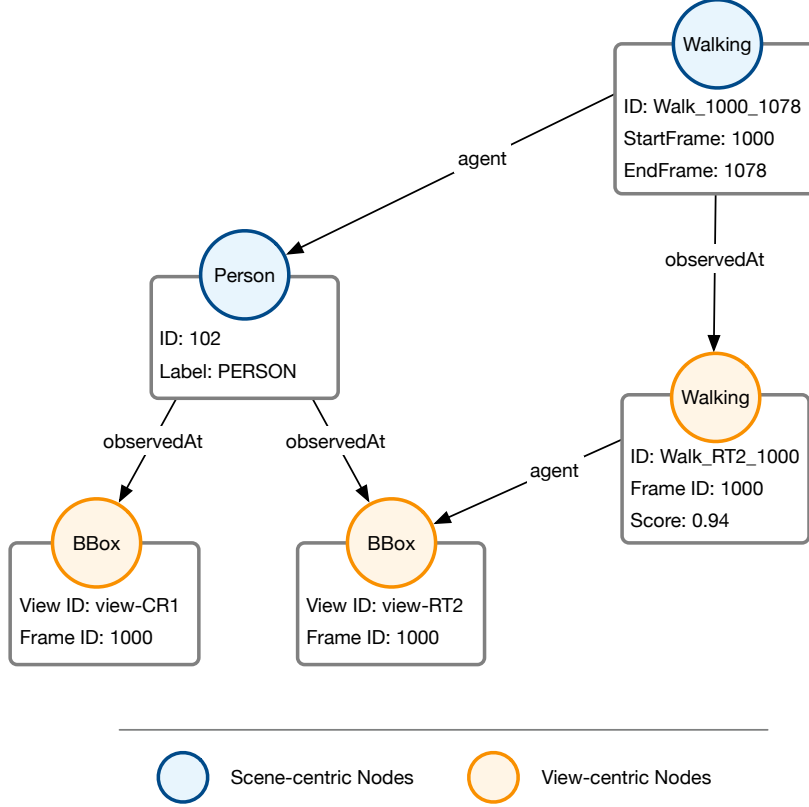 Walking
ID: Walk_1000_1078
StartFrame: 1000
EndFrame: 1078
agent
observedAt
Person
ID: 102
Label: PERSON
Walking
ID: Walk_RT2_1000
Frame ID: 1000
Score: 0.94
observedAt
observedAt
agent
BBox
View ID: view-CR1
Frame ID: 1000
BBox
View ID: view-RT2
Frame ID: 1000
Scene-centric Nodes
View-centric Nodes